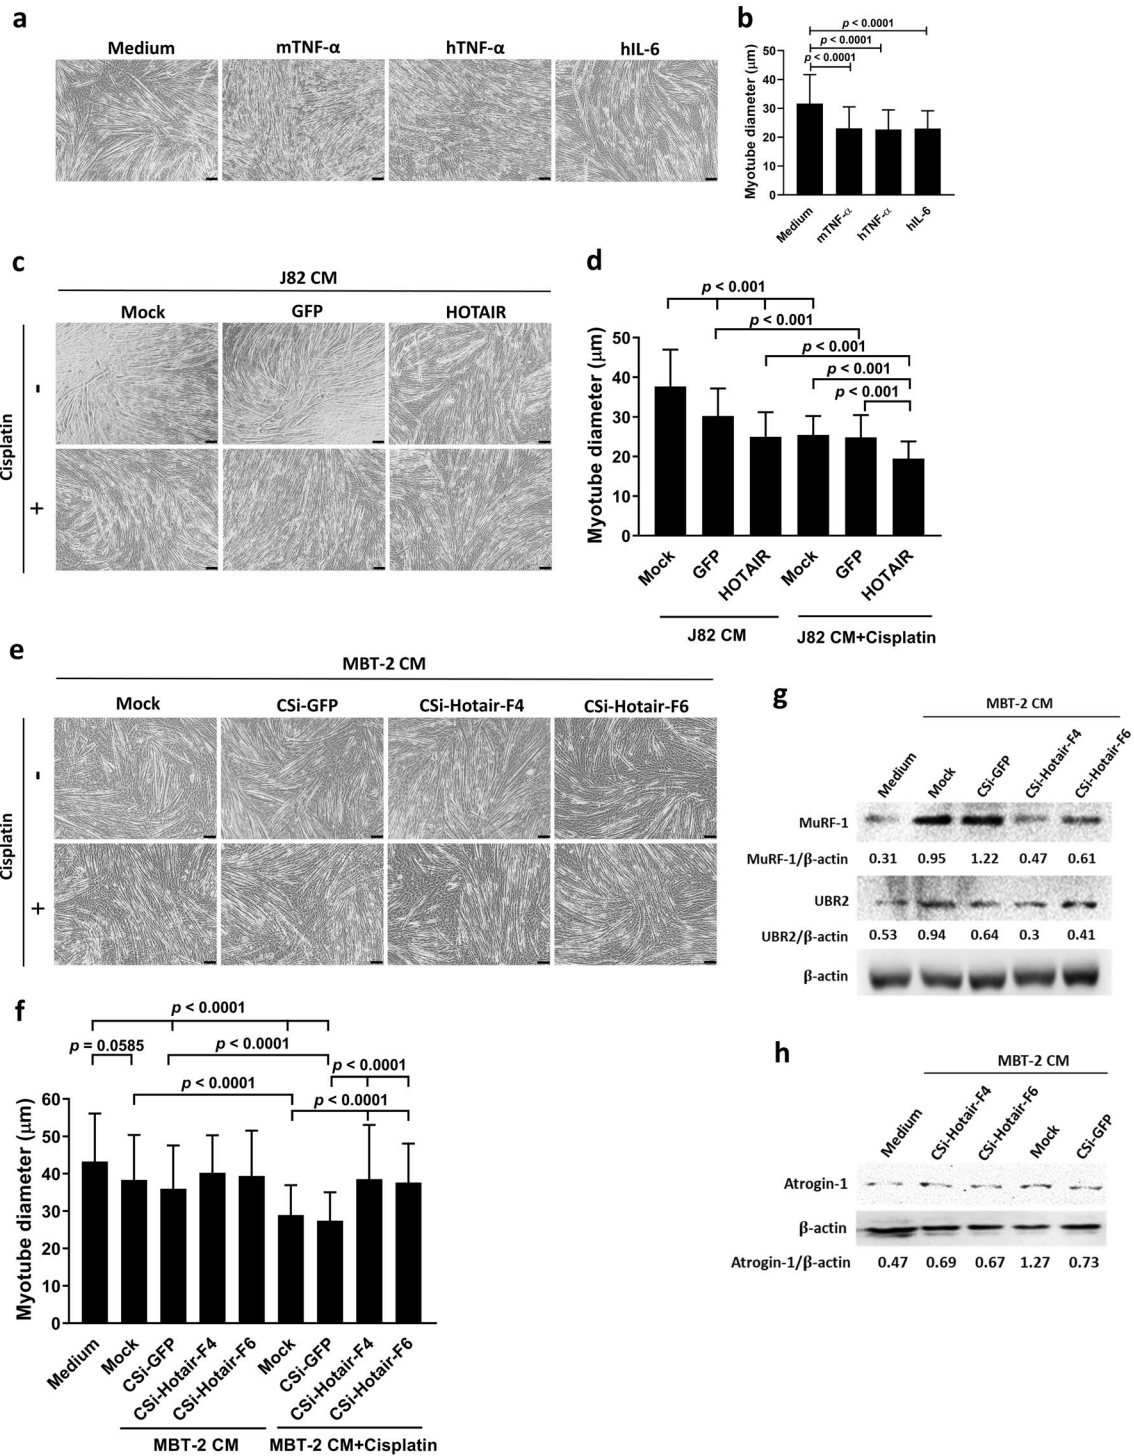 a
Medium mTNF-α hTNF-α hIL-6
b
p < 0.0001
p < 0.0001
p < 0.0001
Myotube diameter (μm)
50
40
30
20
10
0
Medium mTNF-α hTNF-α hIL-6
c
J82 CM
Mock GFP HOTAIR
Cisplatin
-
+
d
p < 0.001
p < 0.001
p < 0.001
p < 0.001
p < 0.001
Myotube diameter (μm)
50
40
30
20
10
0
Mock GFP HOTAIR Mock GFP HOTAIR
J82 CM J82 CM+Cisplatin
e
MBT-2 CM
Mock CSi-GFP CSi-Hotair-F4 CSi-Hotair-F6
Cisplatin
-
+
f
p < 0.0001
p = 0.0585
p < 0.0001
p < 0.0001
p < 0.0001
p < 0.0001
Myotube diameter (μm)
60
50
40
30
20
10
0
Medium Mock CSi-GFP CSi-Hotair-F4 CSi-Hotair-F6 Mock CSi-GFP CSi-Hotair-F4 CSi-Hotair-F6
MBT-2 CM MBT-2 CM+Cisplatin
g
MBT-2 CM
Medium Mock CSi-GFP CSi-Hotair-F4 CSi-Hotair-F6
MuRF-1
MuRF-1/β-actin 0.31 0.95 1.22 0.47 0.61
UBR2
UBR2/β-actin 0.53 0.94 0.64 0.3 0.41
β-actin
h
MBT-2 CM
Medium CSi-Hotair-F4 CSi-Hotair-F6 Mock CSi-GFP
Atrogin-1
β-actin
Atrogin-1/β-actin 0.47 0.69 0.67 1.27 0.73